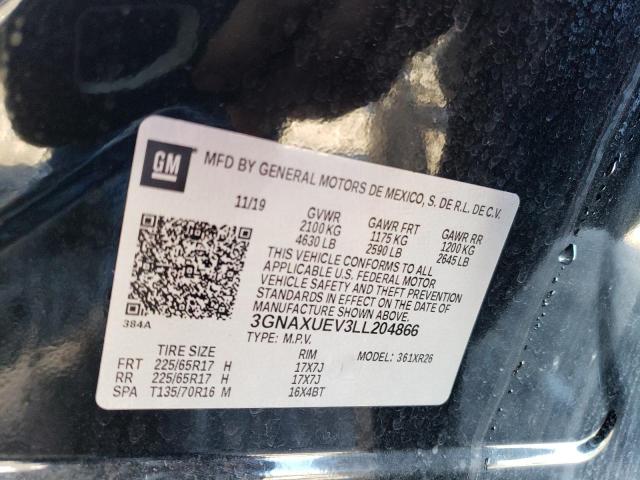 GM MFD BY GENERAL MOTORS DE MEXICO, S. DE R.L. DE C.V.
11/19
GVWR GAWR FRT GAWR RR
2100 KG 1175 KG 1200 KG
4630 LB 2590 LB 2645 LB
THIS VEHICLE CONFORMS TO ALL
APPLICABLE U.S. FEDERAL MOTOR
VEHICLE SAFETY AND THEFT PREVENTION
STANDARDS IN EFFECT ON THE DATE OF
MANUFACTURE SHOWN ABOVE.
384A
3GNAXUEV3LL204866
TYPE: M.P.V. MODEL: 361XR26
TIRE SIZE RIM
FRT 225/65R17 H 17X7J
RR 225/65R17 H 17X7J
SPA T135/70R16 M 16X4BT